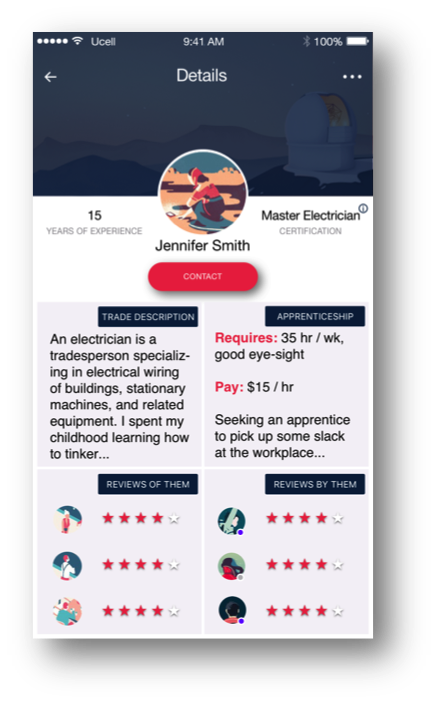 Ucell 9:41 AM 100%
Details
15
YEARS OF EXPERIENCE
Master Electrician
CERTIFICATION
Jennifer Smith
CONTACT
TRADE DESCRIPTION
An electrician is a
tradesperson specializ-
ing in electrical wiring
of buildings, stationary
machines, and related
equipment. I spent my
childhood learning how
to tinker...
APPRENTICESHIP
Requires: 35 hr / wk,
good eye-sight
Pay: $15 / hr
Seeking an apprentice
to pick up some slack
at the workplace...
REVIEWS OF THEM
REVIEWS BY THEM